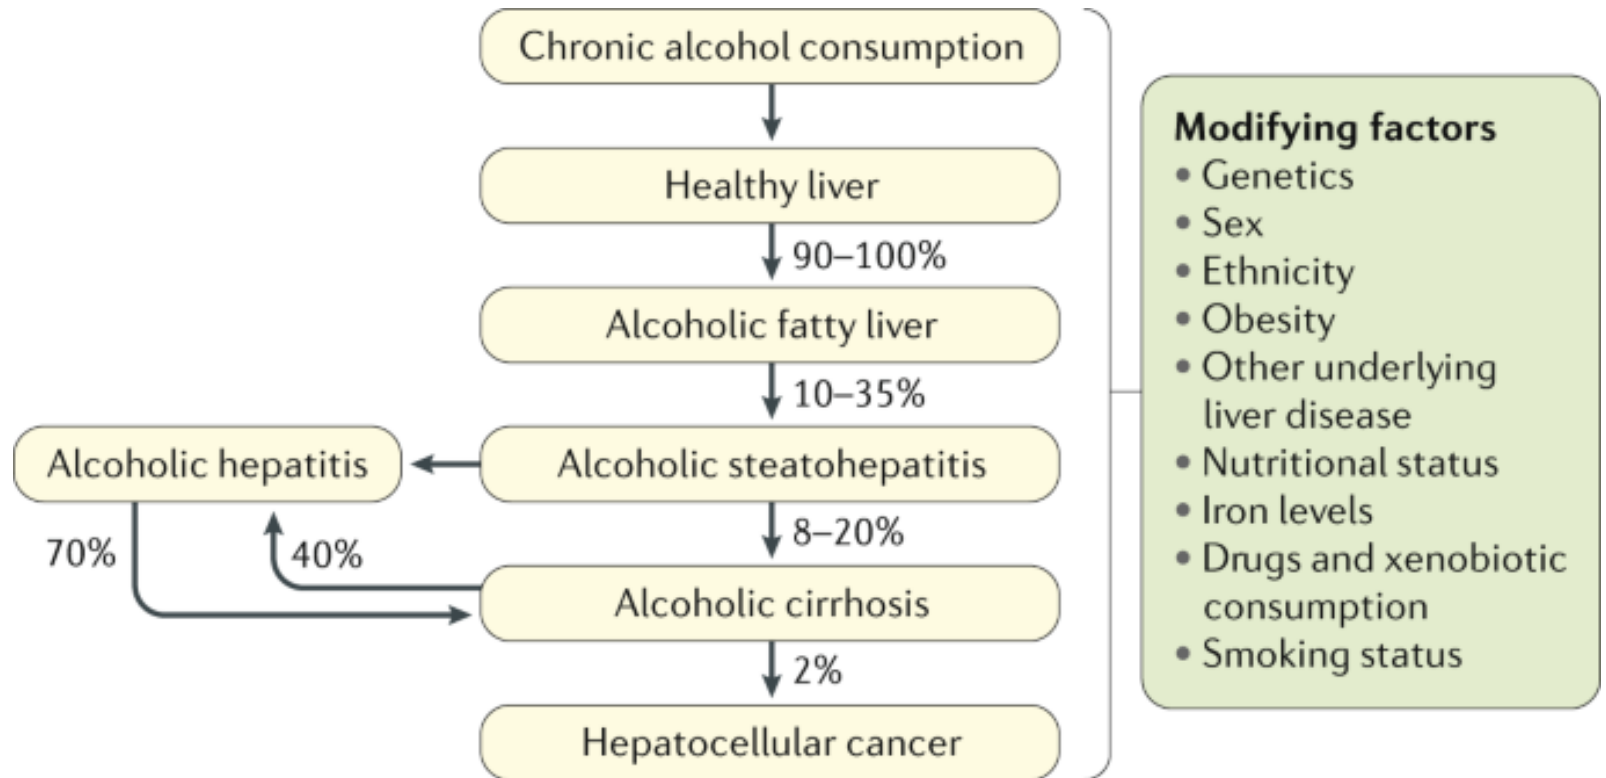 Chronic alcohol consumption
Healthy liver
90–100%
Alcoholic fatty liver
10–35%
Alcoholic hepatitis
Alcoholic steatohepatitis
70%
40%
8–20%
Alcoholic cirrhosis
2%
Hepatocellular cancer
Modifying factors
• Genetics
• Sex
• Ethnicity
• Obesity
• Other underlying
liver disease
• Nutritional status
• Iron levels
• Drugs and xenobiotic
consumption
• Smoking status